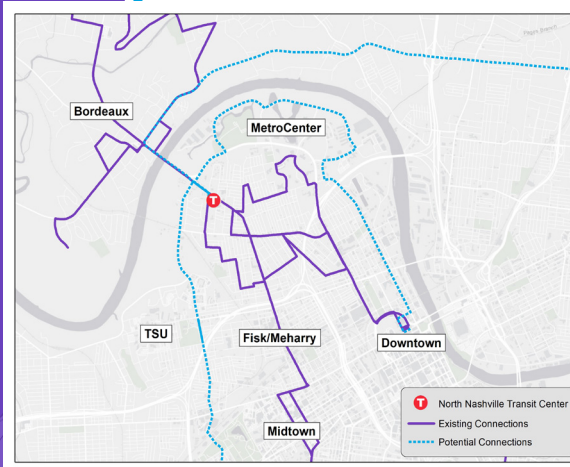 Bordeaux
MetroCenter
T
TSU
Fisk/Meharry
Downtown
Midtown
T North Nashville Transit Center
Existing Connections
Potential Connections